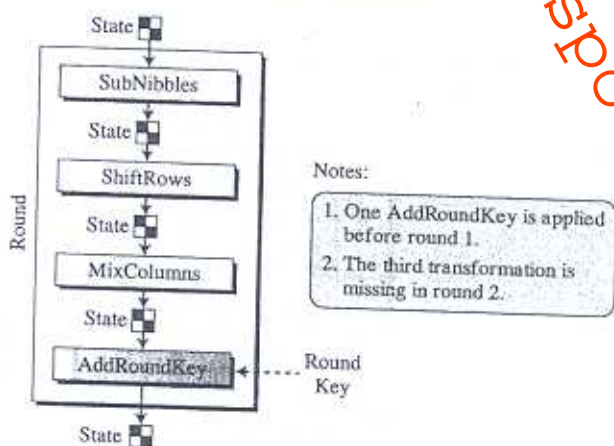 State
SubNibbles
State
ShiftRows
State
MixColumns
State
AddRoundKey
Round
Key
State
Round
Notes:
1. One AddRoundKey is applied
before round 1.
2. The third transformation is
missing in round 2.